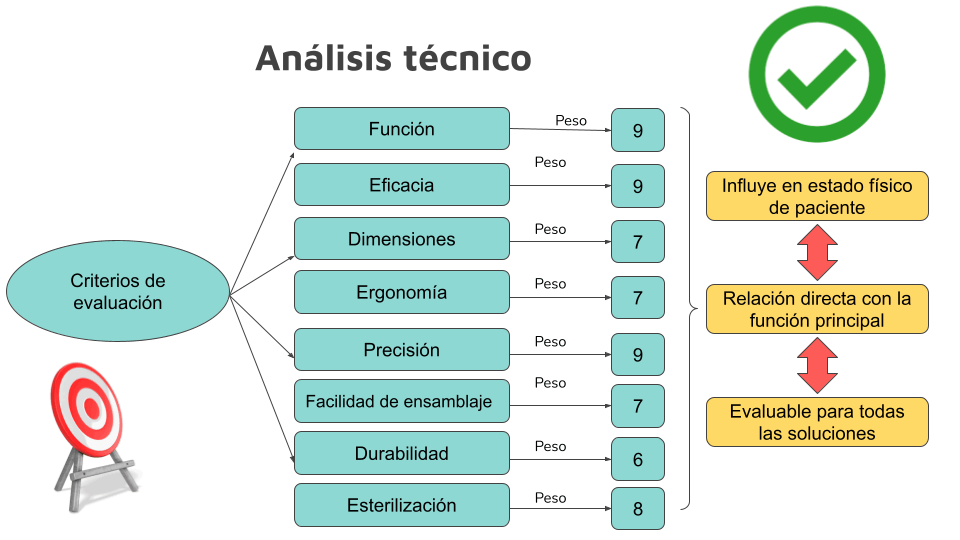 Análisis técnico
Criterios de
evaluación
Función
Peso
9
Eficacia
Peso
9
Dimensiones
Peso
7
Ergonomía
Peso
7
Precisión
Peso
9
Facilidad de ensamblaje
Peso
7
Durabilidad
Peso
6
Esterilización
Peso
8
Influye en estado físico
de paciente
Relación directa con la
función principal
Evaluable para todas
las soluciones